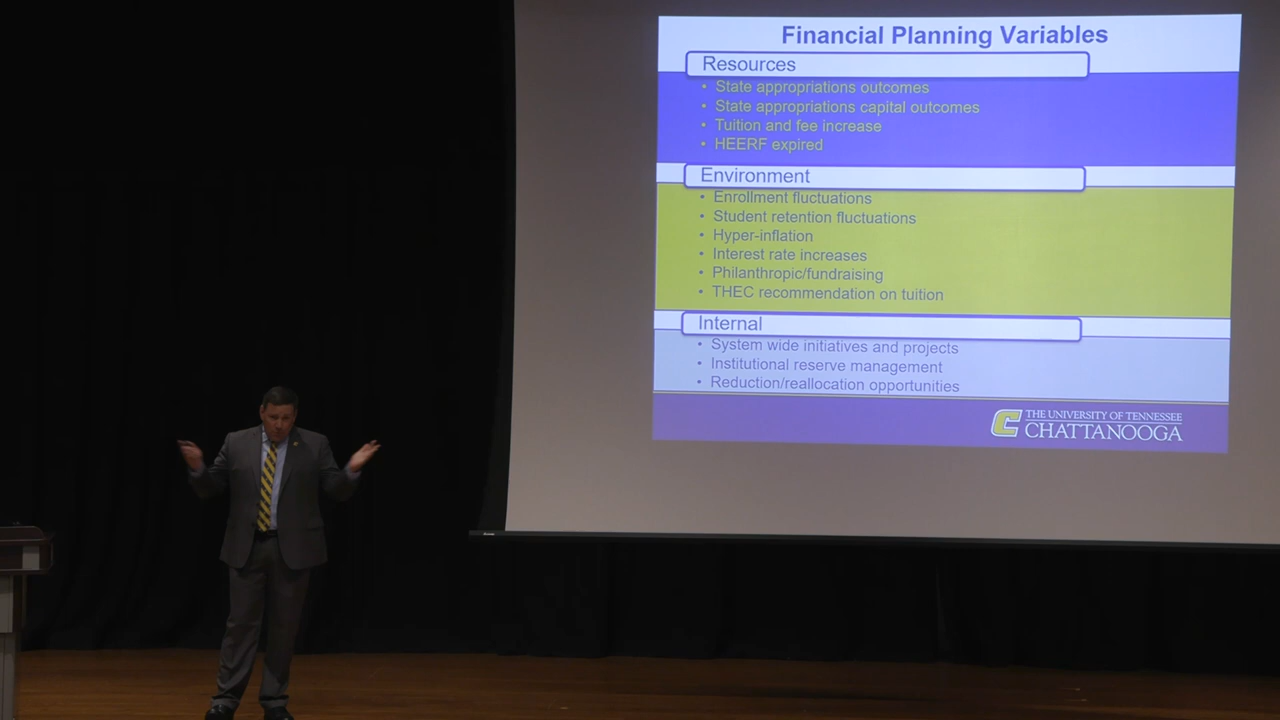 Financial Planning Variables
Resources
• State appropriations outcomes
• State appropriations capital outcomes
• Tuition and fee increase
• HEERF expired
Environment
• Enrollment fluctuations
• Student retention fluctuations
• Hyper-inflation
• Interest rate increases
• Philanthropic/fundraising
• THEC recommendation on tuition
Internal
• System wide initiatives and projects
• Institutional reserve management
• Reduction/reallocation opportunities
C THE UNIVERSITY OF TENNESSEE
CHATTANOOGA